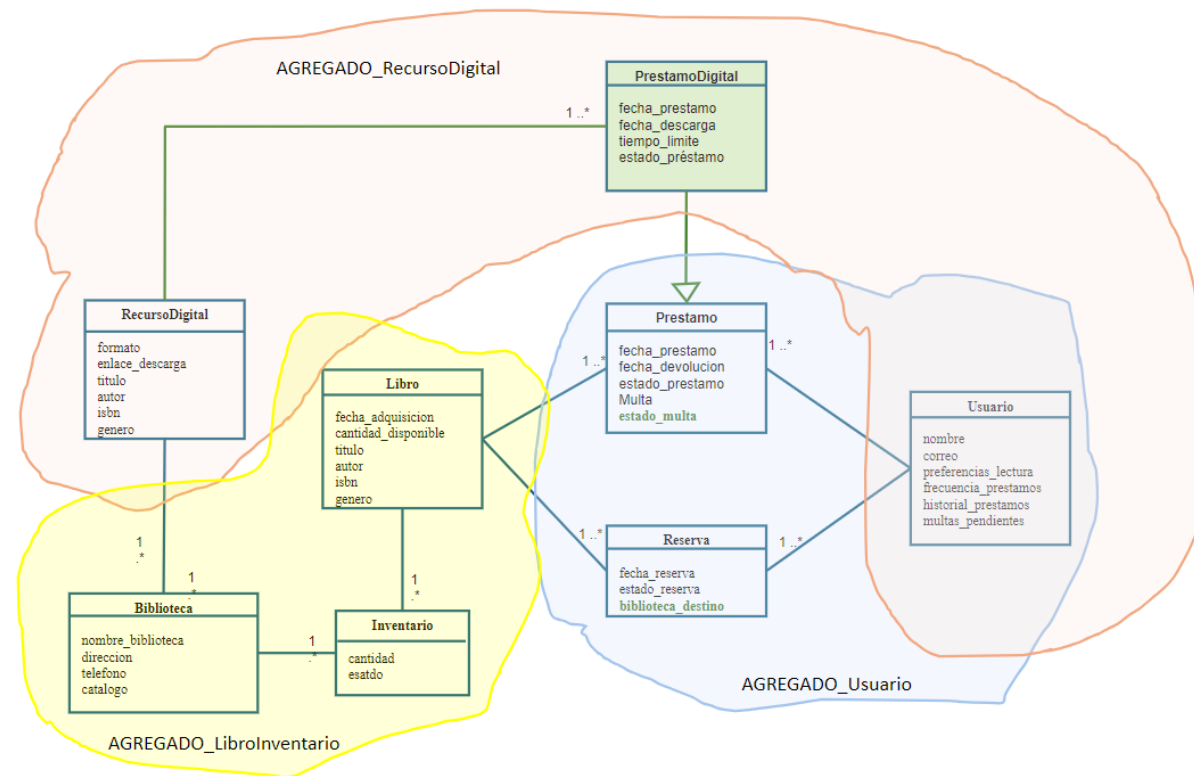 AGREGADO_RecursoDigital
PrestamoDigital
fecha_prestamo
fecha_descarga
tiempo_limite
estado_préstamo
1 ..*
RecursoDigital
formato
enlace_descarga
titulo
autor
isbn
genero
Libro
fecha_adquisicion
cantidad_disponible
titulo
autor
isbn
genero
Prestamo
fecha_prestamo
fecha_devolucion
estado_prestamo
Multa
estado_multa
1 ..*
1 ..*
Usuario
nombre
correo
preferencias_lectura
frecuencia_prestamos
historial_prestamos
multas_pendientes
Reserva
fecha_reserva
estado_reserva
biblioteca_destino
1 ..*
1 ..*
1
.*
1
.*
1
.*
1
.*
Biblioteca
nombre_biblioteca
direccion
telefono
catalogo
Inventario
cantidad
esatdo
AGREGADO_Usuario
AGREGADO_LibroInventario